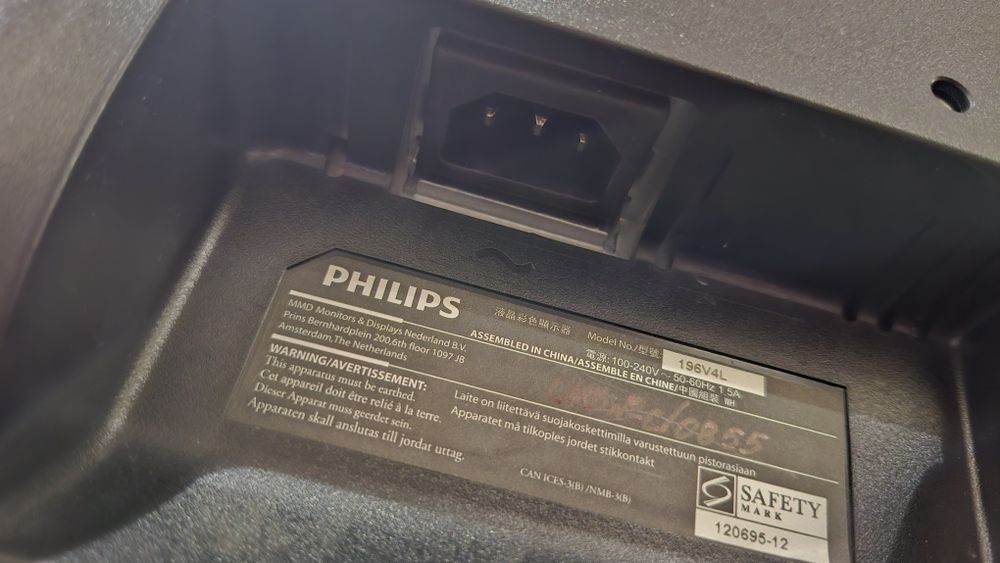 PHILIPS
液晶彩色顯示器
Model No./型號:
196V4L
MMD Monitors & Displays Nederland B.V.
Prins Bernhardplein 200,6th floor 1097 JB
Amsterdam,The Netherlands
電源: 100-240V ~ 50-60Hz 1.5A
ASSEMBLED IN CHINA/ASSEMBLE EN CHINE/中國組裝
WARNING/AVERTISSEMENT:
This apparatus must be earthed.
Cet appareil doit être relié à la terre.
Dieser Apparat muss geerdet sein.
Apparaten skall anslutas till jordat uttag.
Laite on liitettävä suojakoskettimilla varustettuun pistorasiaan
Apparatet må tilkoples jordet stikkontakt
CAN ICES-3(B) /NMB-3(B)
SAFETY
MARK
120695-12